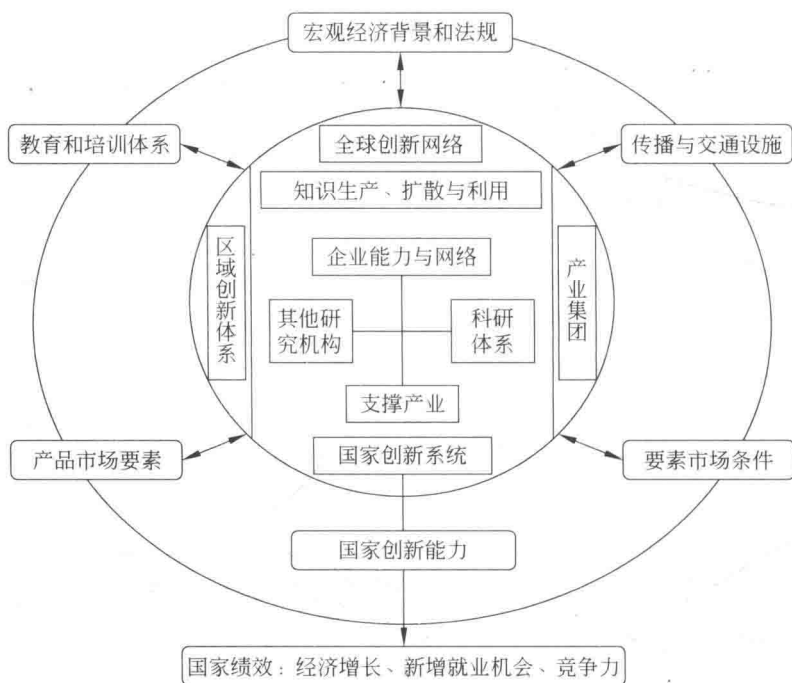 宏观经济背景和法规
教育和培训体系
传播与交通设施
全球创新网络
知识生产、扩散与利用
区域创新体系
企业能力与网络
产业集团
其他研
究机构
科研
体系
支撑产业
产品市场要素
国家创新系统
要素市场条件
国家创新能力
国家绩效：经济增长、新增就业机会、竞争力